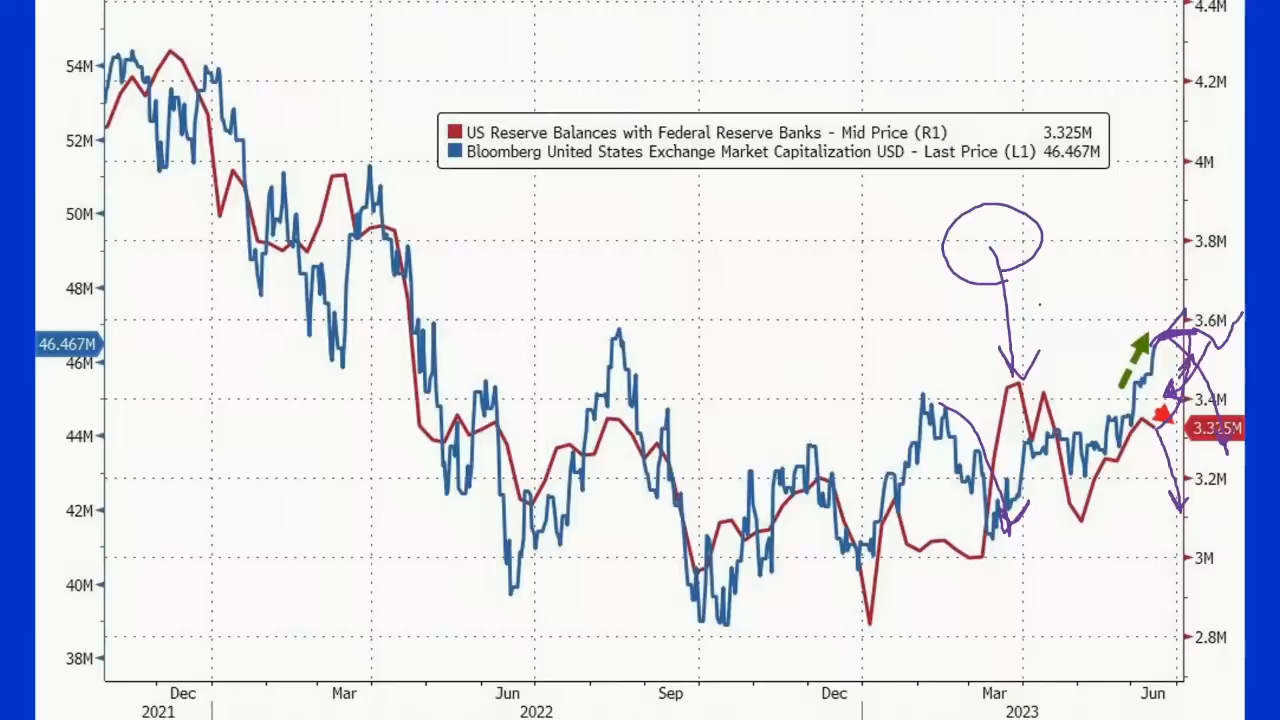 4.4M
54M
4.2M
US Reserve Balances with Federal Reserve Banks - Mid Price (R1) 3.325M
Bloomberg United States Exchange Market Capitalization USD - Last Price (L1) 46.467M
52M
4M
50M
3.8M
48M
3.6M
46.467M
46M
3.4M
44M
3.325M
3.2M
42M
3M
40M
2.8M
38M
Dec Mar Jun Sep Dec Mar Jun
2021 2022 2023